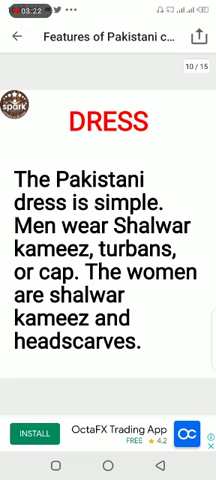 03:22
Features of Pakistani c...
10 / 15
spark
DRESS
The Pakistani
dress is simple.
Men wear Shalwar
kameez, turbans,
or cap. The women
are shalwar
kameez and
headscarves.
INSTALL
OctaFX Trading App
FREE ★ 4.2